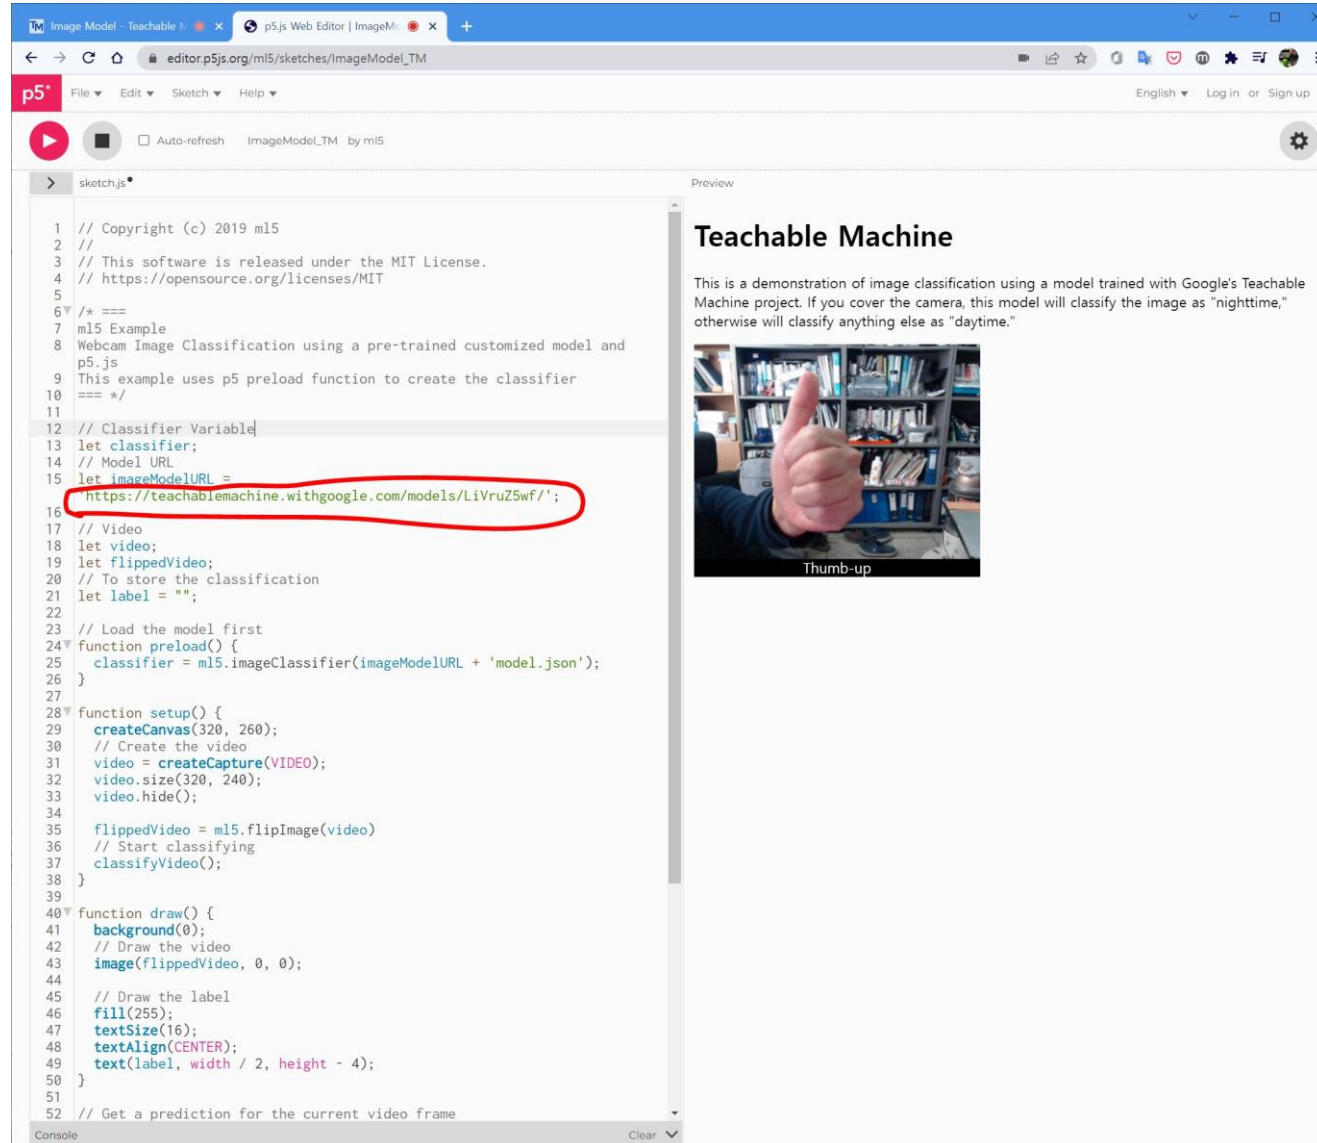 Image Model - Teachable M
p5.js Web Editor | ImageMo
editor.p5js.org/ml5/sketches/ImageModel_TM
p5*
File Edit Sketch Help
English Log in or Sign up
Auto-refresh ImageModel_TM by ml5
sketch.js
Preview
1 // Copyright (c) 2019 ml5
2 //
3 // This software is released under the MIT License.
4 // https://opensource.org/licenses/MIT
5
6 /* ===
7 ml5 Example
8 Webcam Image Classification using a pre-trained customized model and
p5.js
9 This example uses p5 preload function to create the classifier
10 === */
11
12 // Classifier Variable
13 let classifier;
14 // Model URL
15 let imageModelURL =
'https://teachablemachine.withgoogle.com/models/LiVruZ5wf/';
16
17 // Video
18 let video;
19 let flippedVideo;
20 // To store the classification
21 let label = "";
22
23 // Load the model first
24 function preload() {
25 classifier = ml5.imageClassifier(imageModelURL + 'model.json');
26 }
27
28 function setup() {
29 createCanvas(320, 260);
30 // Create the video
31 video = createCapture(VIDEO);
32 video.size(320, 240);
33 video.hide();
34
35 flippedVideo = ml5.flipImage(video)
36 // Start classifying
37 classifyVideo();
38 }
39
40 function draw() {
41 background(0);
42 // Draw the video
43 image(flippedVideo, 0, 0);
44
45 // Draw the label
46 fill(255);
47 textSize(16);
48 textAlign(CENTER);
49 text(label, width / 2, height - 4);
50 }
51
52 // Get a prediction for the current video frame
Console Clear
Teachable Machine
This is a demonstration of image classification using a model trained with Google's Teachable
Machine project. If you cover the camera, this model will classify the image as "nighttime,"
otherwise will classify anything else as "daytime."
Thumb-up